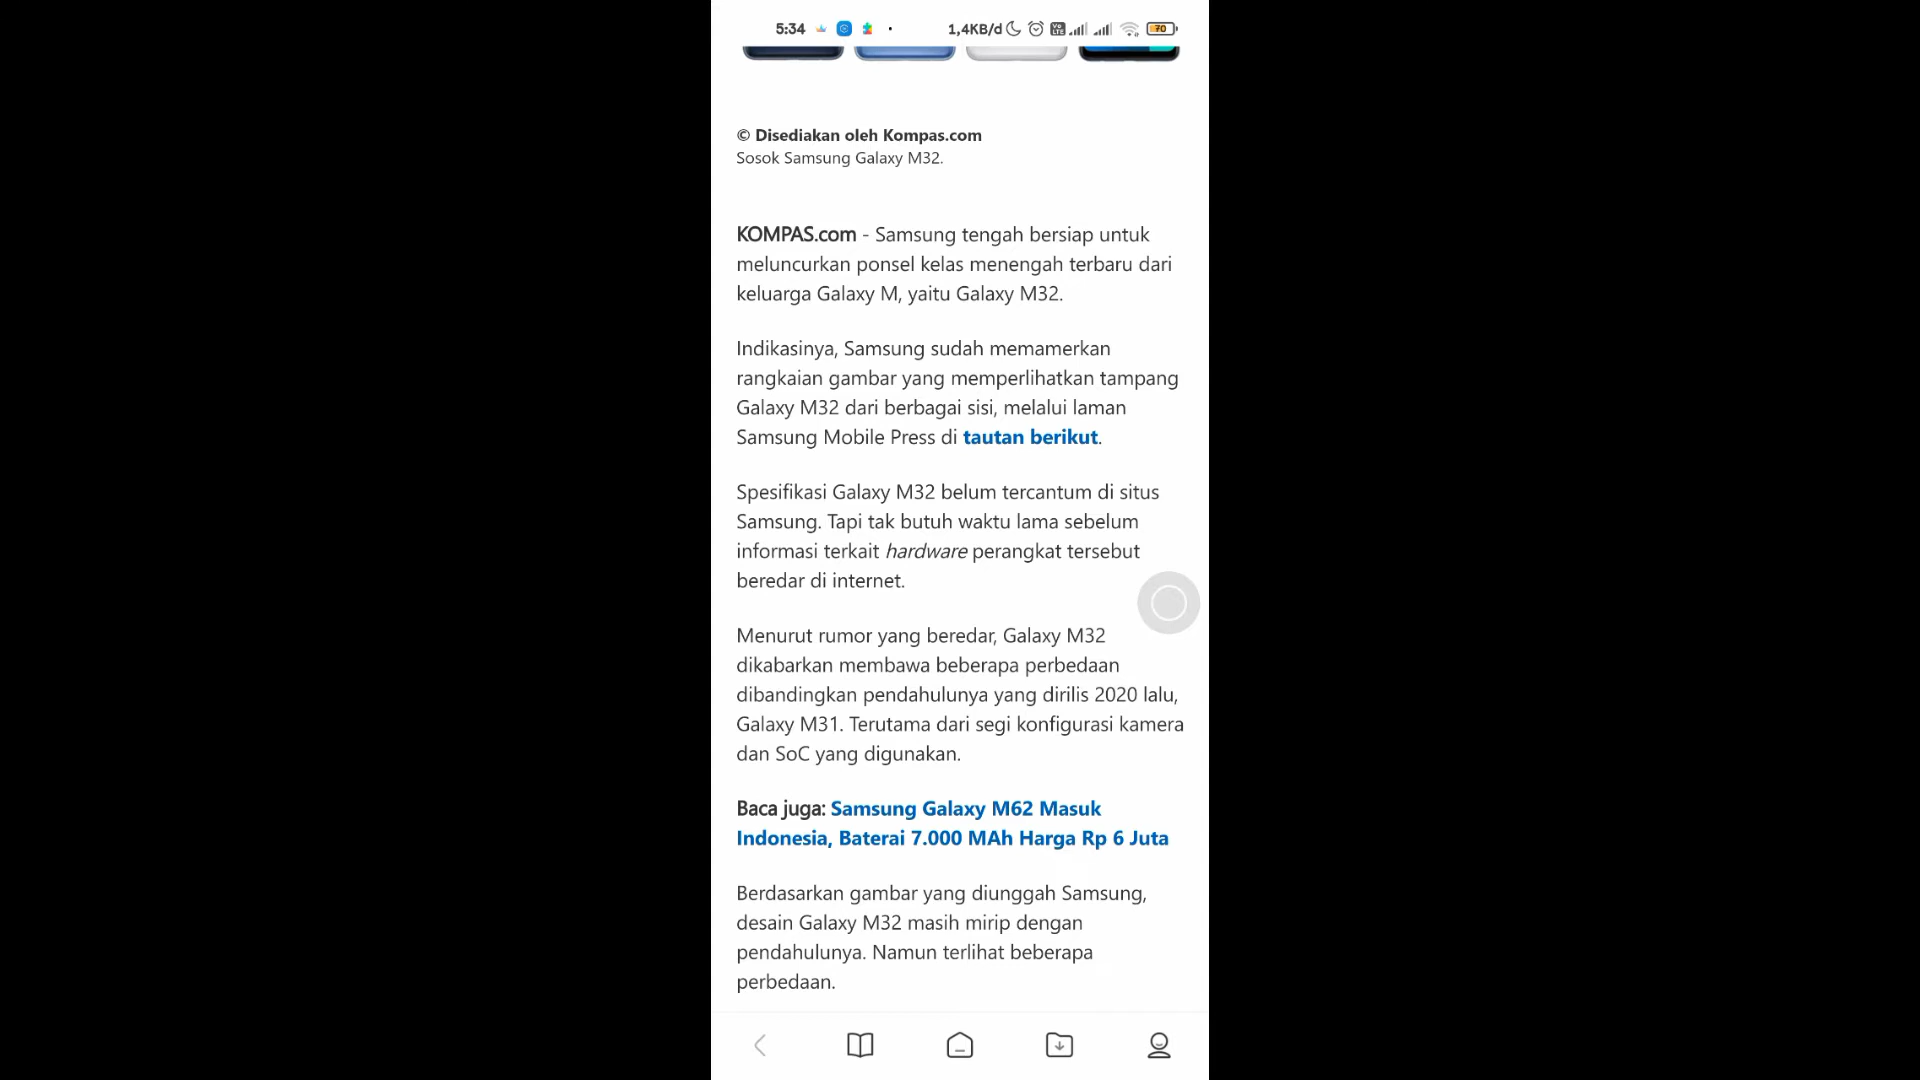 5:34
1,4KB/d
Vo LTE
70
© Disediakan oleh Kompas.com
Sosok Samsung Galaxy M32.
KOMPAS.com - Samsung tengah bersiap untuk
meluncurkan ponsel kelas menengah terbaru dari
keluarga Galaxy M, yaitu Galaxy M32.
Indikasinya, Samsung sudah memamerkan
rangkaian gambar yang memperlihatkan tampang
Galaxy M32 dari berbagai sisi, melalui laman
Samsung Mobile Press di tautan berikut.
Spesifikasi Galaxy M32 belum tercantum di situs
Samsung. Tapi tak butuh waktu lama sebelum
informasi terkait hardware perangkat tersebut
beredar di internet.
Menurut rumor yang beredar, Galaxy M32
dikabarkan membawa beberapa perbedaan
dibandingkan pendahulunya yang dirilis 2020 lalu,
Galaxy M31. Terutama dari segi konfigurasi kamera
dan SoC yang digunakan.
Baca juga: Samsung Galaxy M62 Masuk
Indonesia, Baterai 7.000 MAh Harga Rp 6 Juta
Berdasarkan gambar yang diunggah Samsung,
desain Galaxy M32 masih mirip dengan
pendahulunya. Namun terlihat beberapa
perbedaan.